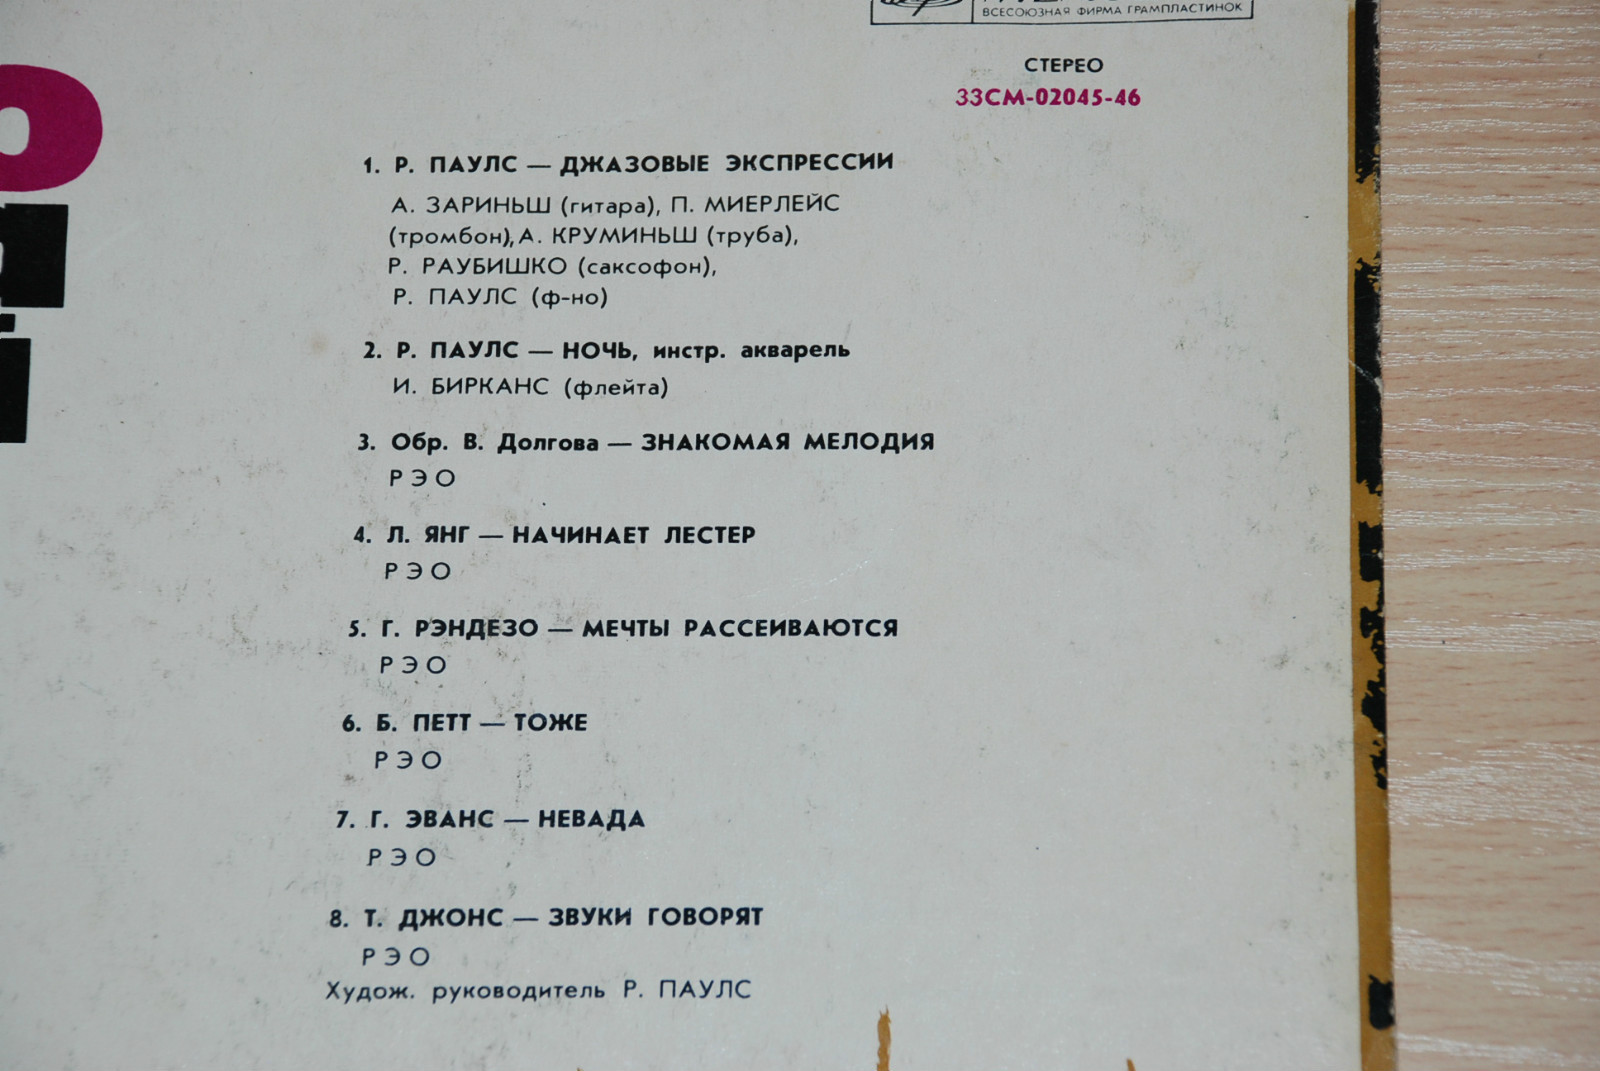 ВСЕСОЮЗНАЯ ФИРМА ГРАМПЛАСТИНОК
СТЕРЕО
33СМ-02045-46
1. Р. ПАУЛС — ДЖАЗОВЫЕ ЭКСПРЕССИИ
А. ЗАРИНЬШ (гитара), П. МИЕРЛЕЙС
(тромбон), А. КРУМИНЬШ (труба),
Р. РАУБИШКО (саксофон),
Р. ПАУЛС (ф-но)
2. Р. ПАУЛС — НОЧЬ, инстр. акварель
И. БИРКАНС (флейта)
3. Обр. В. Долгова — ЗНАКОМАЯ МЕЛОДИЯ
РЭО
4. Л. ЯНГ — НАЧИНАЕТ ЛЕСТЕР
РЭО
5. Г. РЭНДЕЗО — МЕЧТЫ РАССЕИВАЮТСЯ
РЭО
6. Б. ПЕТТ — ТОЖЕ
РЭО
7. Г. ЭВАНС — НЕВАДА
РЭО
8. Т. ДЖОНС — ЗВУКИ ГОВОРЯТ
РЭО
Худож. руководитель Р. ПАУЛС